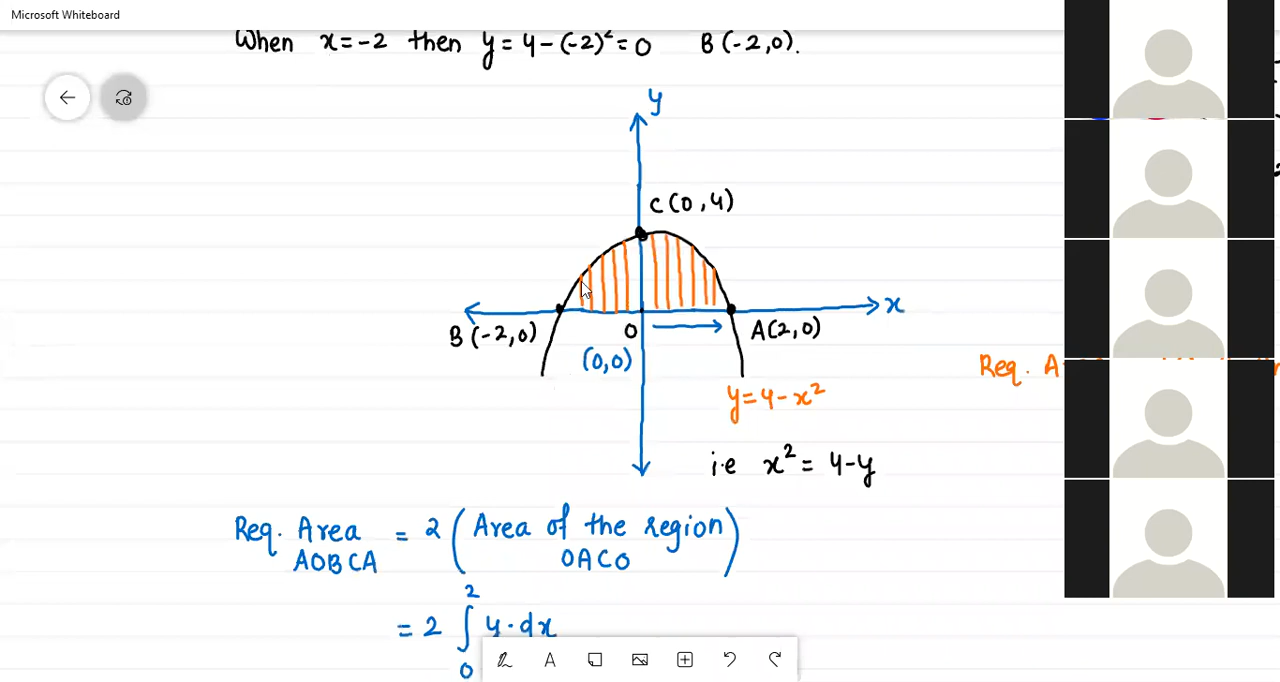 Microsoft Whiteboard
When x=-2 then y = 4-(-2)²=0 B(-2,0).
y
C(0,4)
x
B(-2,0)
O
A(2,0)
(0,0)
Req.
y=4-x²
i.e x² = 4-y
Req. Area = 2 (Area of the region)
AOBCA OACO
2
= 2 ∫ y.dx
0
A